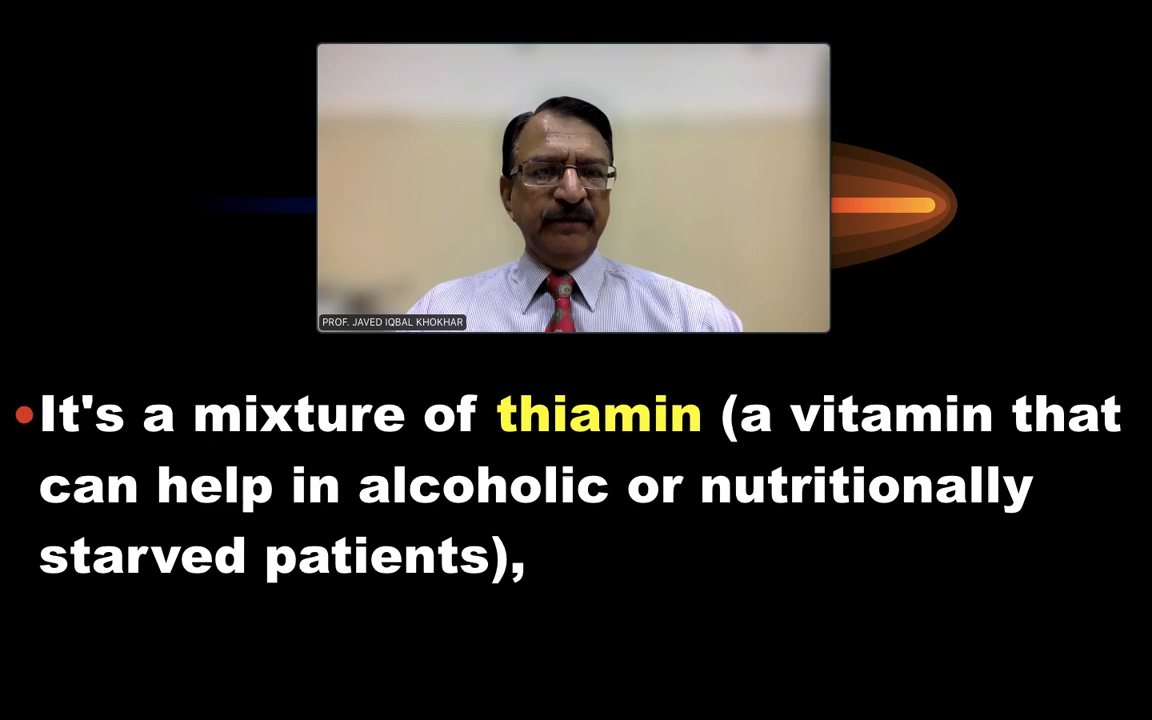 PROF. JAVED IQBAL KHOKHAR
•It's a mixture of thiamin (a vitamin that
can help in alcoholic or nutritionally
starved patients),